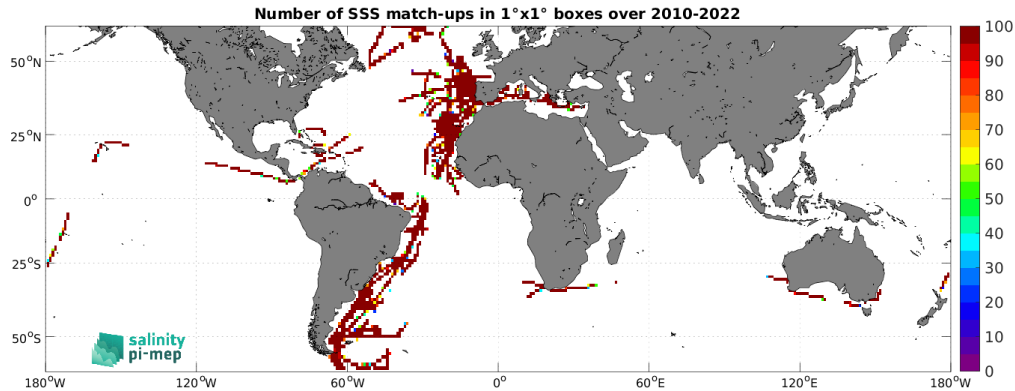 Number of SSS match-ups in 1°x1° boxes over 2010-2022
50°N
25°N
0°
25°S
50°S
180°W
120°W
60°W
0°
60°E
120°E
180°W
100
90
80
70
60
50
40
30
20
10
0
salinity
pi-mep